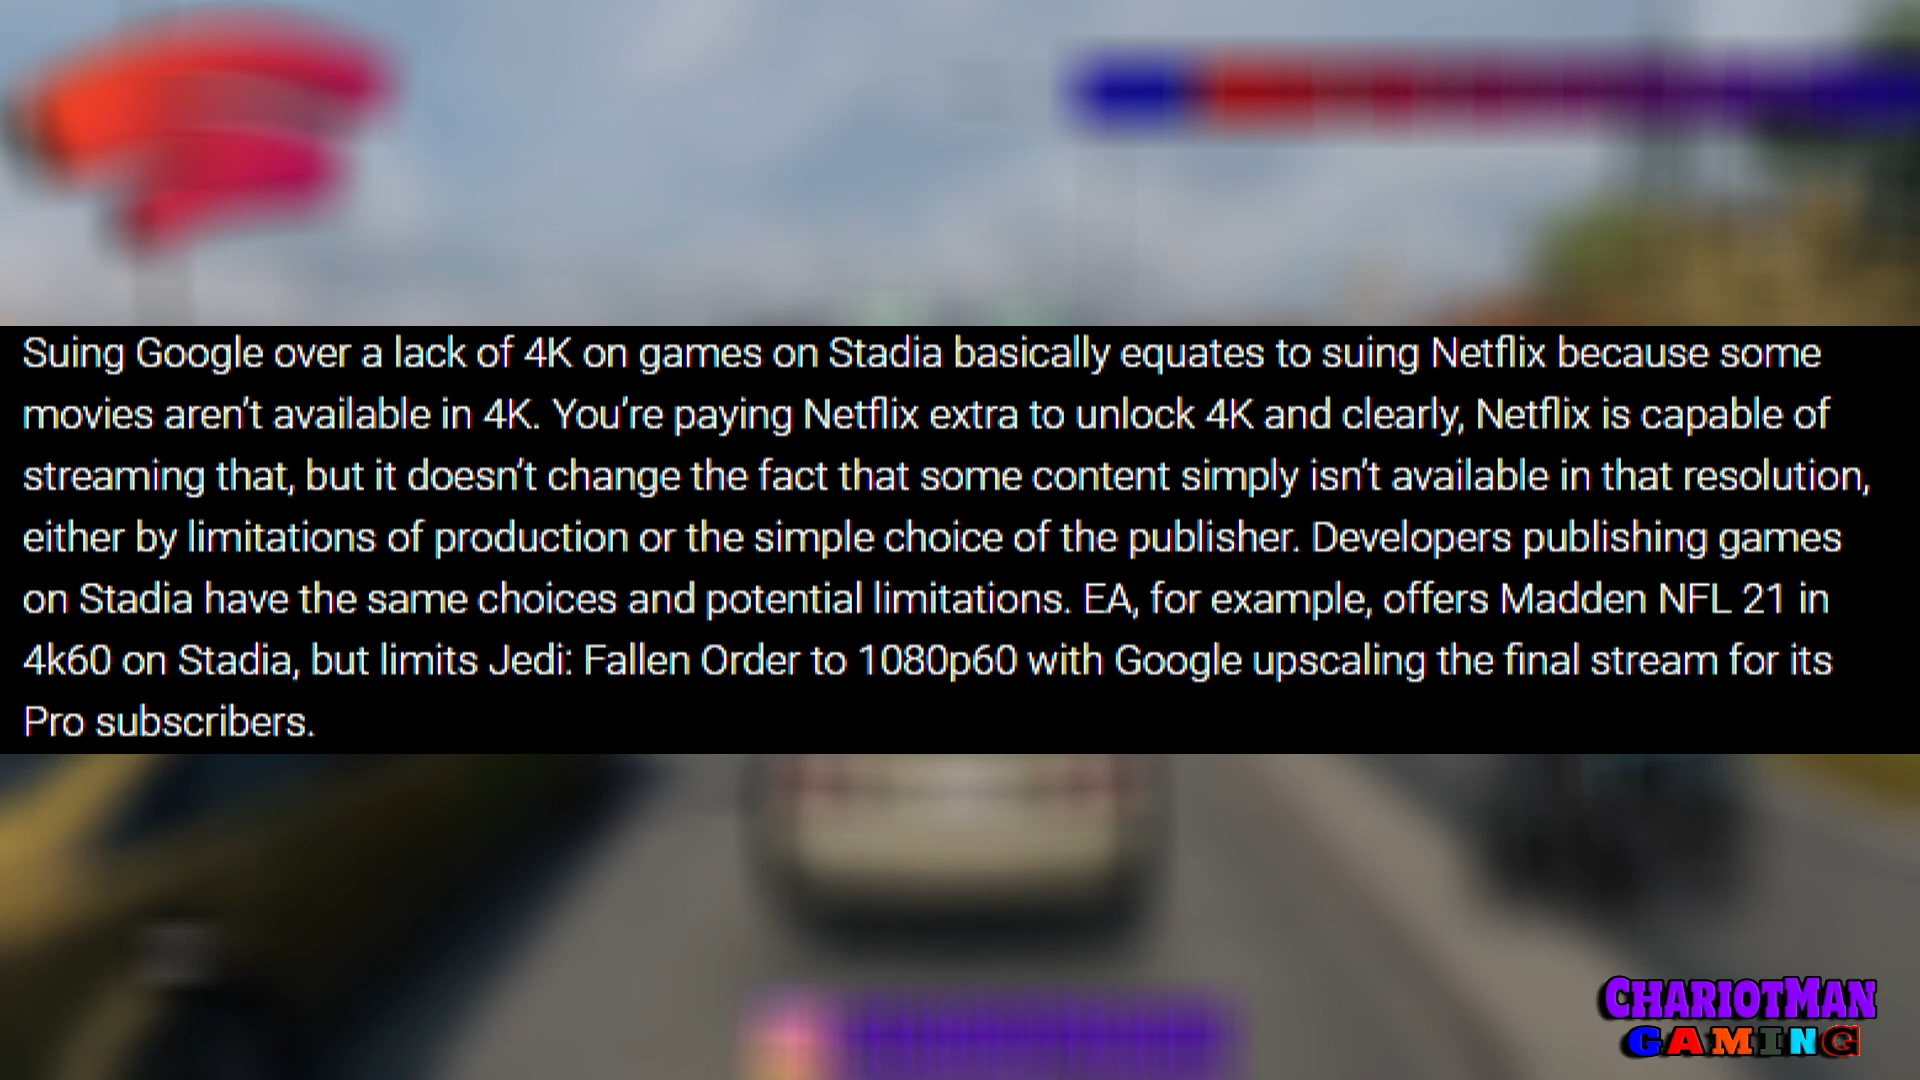 Suing Google over a lack of 4K on games on Stadia basically equates to suing Netflix because some
movies aren't available in 4K. You're paying Netflix extra to unlock 4K and clearly, Netflix is capable of
streaming that, but it doesn't change the fact that some content simply isn't available in that resolution,
either by limitations of production or the simple choice of the publisher. Developers publishing games
on Stadia have the same choices and potential limitations. EA, for example, offers Madden NFL 21 in
4k60 on Stadia, but limits Jedi: Fallen Order to 1080p60 with Google upscaling the final stream for its
Pro subscribers.
CHARIOTMAN
GAMING